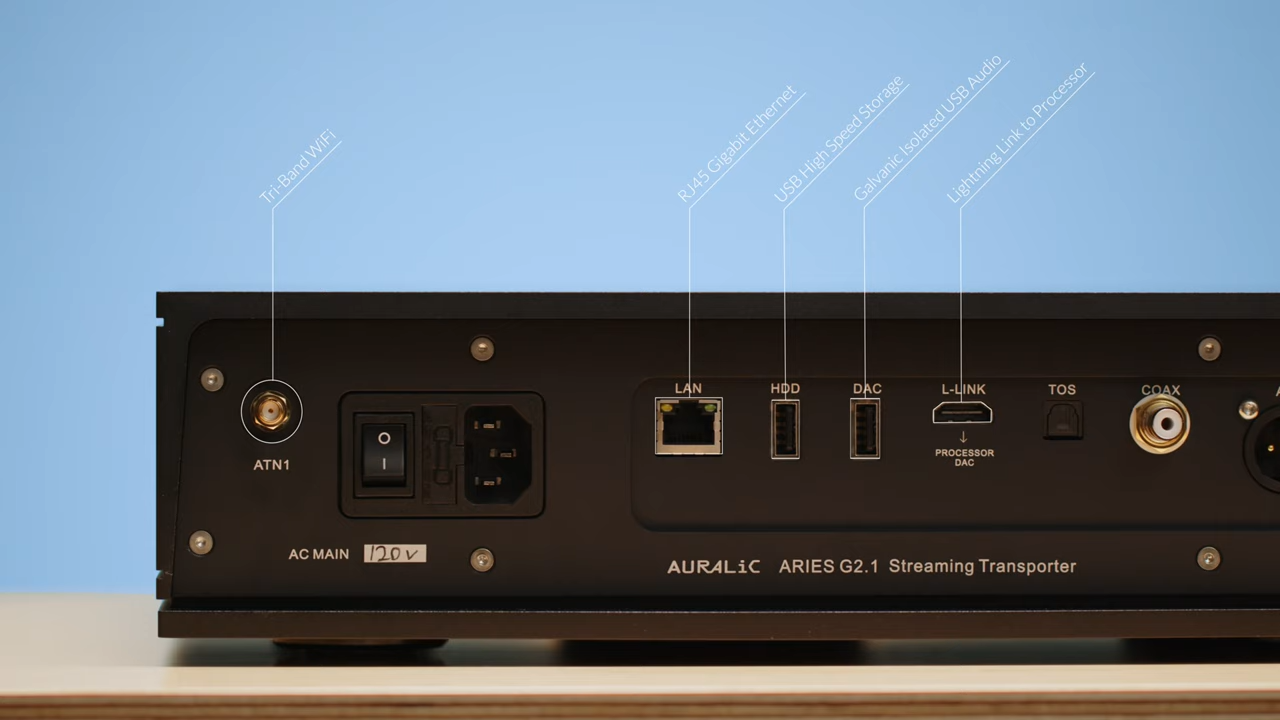 Tri-Band WiFi
RJ45 Gigabit Ethernet
USB High Speed Storage
Galvanic Isolated USB Audio
Lightning Link to Processor
LAN
HDD
DAC
L-LINK
TOS
COAX
↓
PROCESSOR
DAC
ATN1
O
I
AC MAIN 120V
AURALiC ARIES G2.1 Streaming Transporter